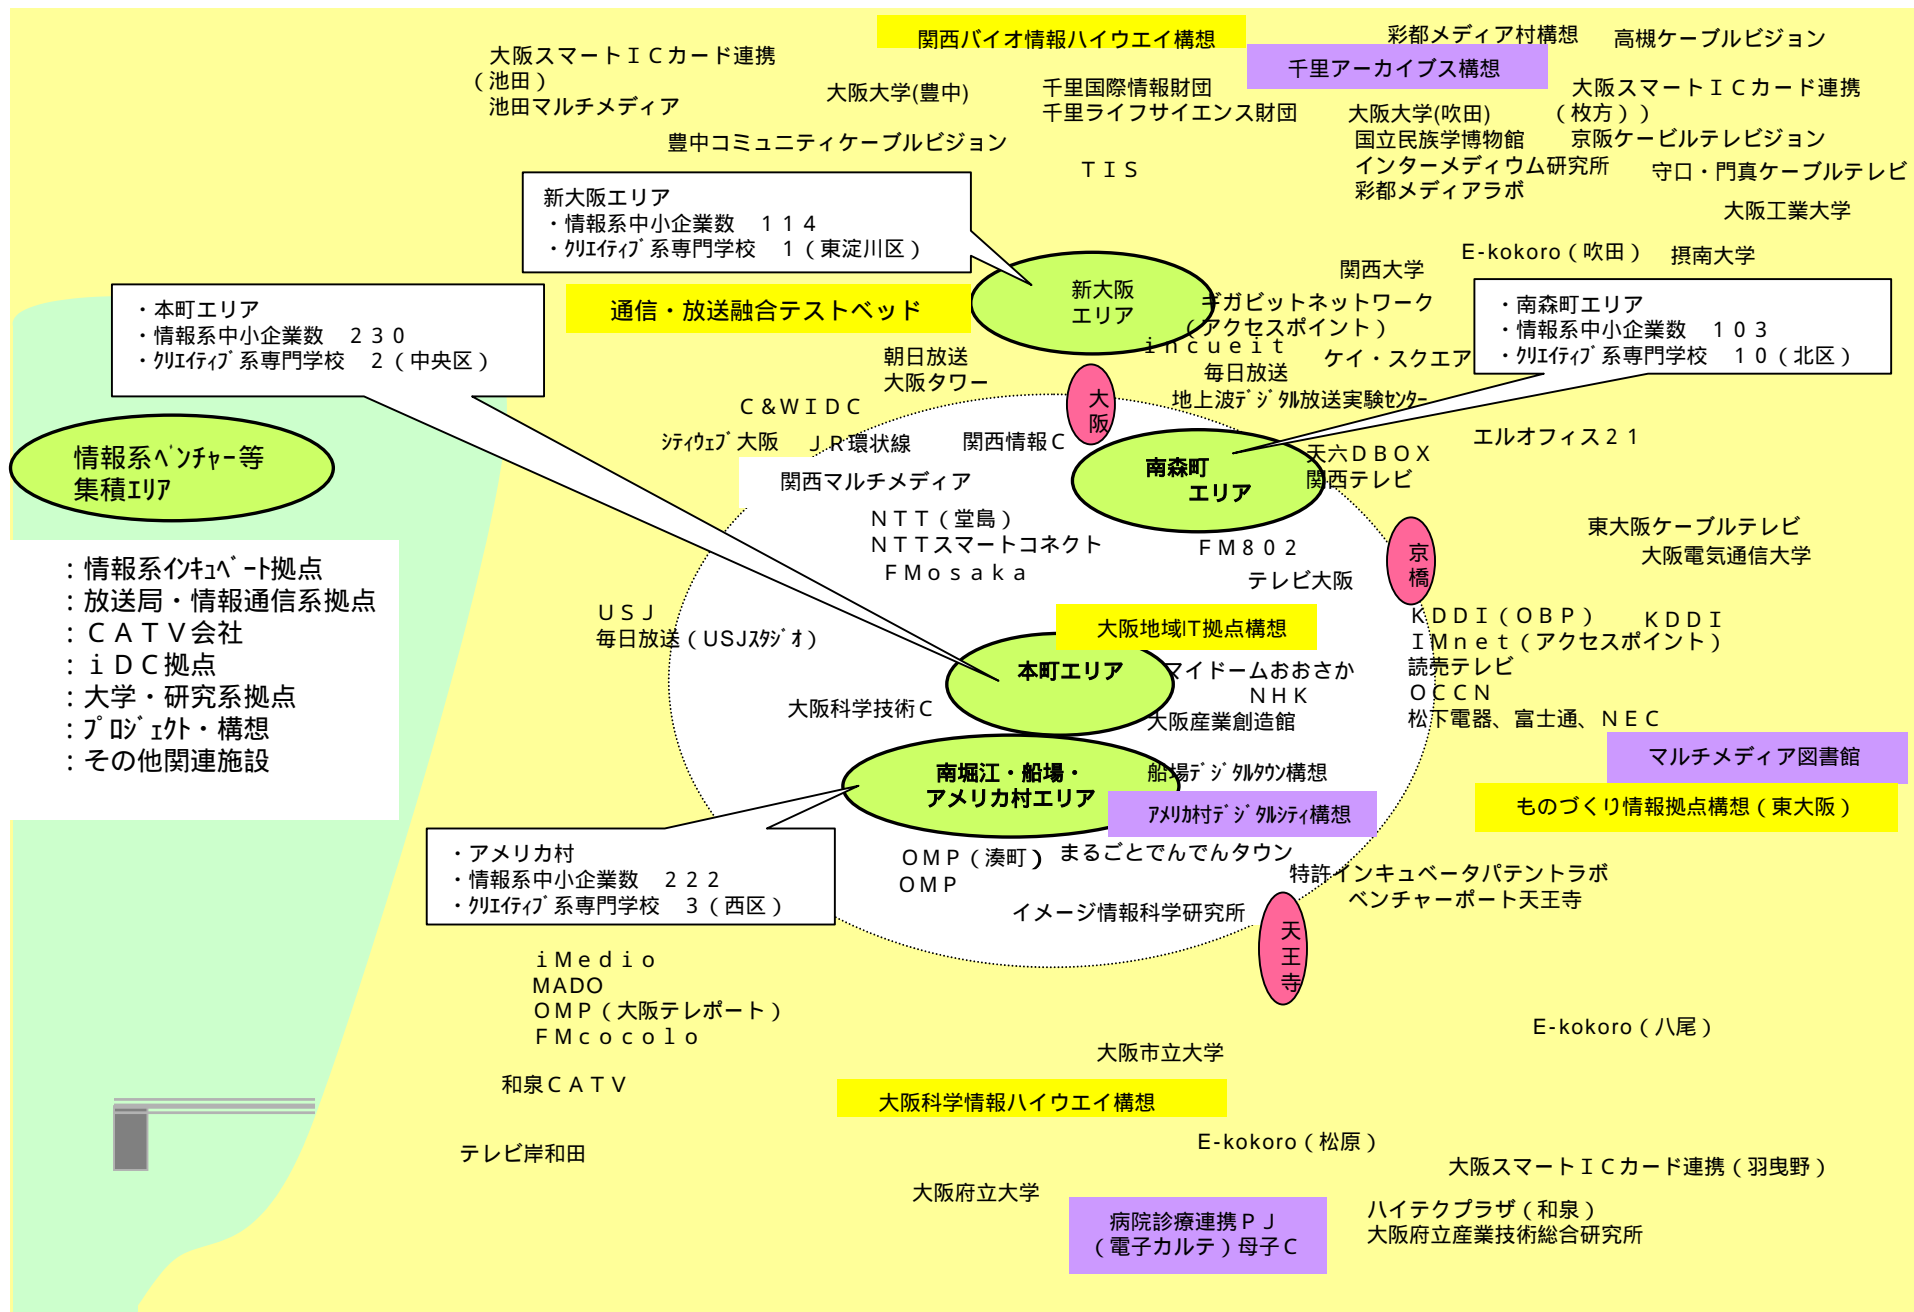 関西バイオ情報ハイウエイ構想
彩都メディア村構想
高槻ケーブルビジョン
大阪スマートＩＣカード連携
（池田）
池田マルチメディア
千里アーカイブス構想
大阪大学(豊中)
千里国際情報財団
千里ライフサイエンス財団
大阪スマートＩＣカード連携
（枚方））
京阪ケービルテレビジョン
大阪大学(吹田)
国立民族学博物館
インターメディウム研究所
彩都メディアラボ
豊中コミュニティケーブルビジョン
ＴＩＳ
守口・門真ケーブルテレビ
大阪工業大学
新大阪エリア
・情報系中小企業数　１１４
・ｸﾘｴｲﾃｨﾌﾞ系専門学校　１（東淀川区）
E-kokoro（吹田）
摂南大学
関西大学
・本町エリア
・情報系中小企業数　２３０
・ｸﾘｴｲﾃｨﾌﾞ系専門学校　２（中央区）
通信・放送融合テストベッド
新大阪
エリア
ギガビットネットワーク
（アクセスポイント）
ｉｎｃｕｅｉｔ
毎日放送
地上波ﾃﾞｼﾞﾀﾙ放送実験ｾﾝﾀｰ
ケイ・スクエア
・南森町エリア
・情報系中小企業数　１０３
・ｸﾘｴｲﾃｨﾌﾞ系専門学校　１０（北区）
朝日放送
大阪タワー
Ｃ＆ＷＩＤＣ
大阪
ｼﾃｨｳｪﾌﾞ大阪
ＪＲ環状線
関西情報Ｃ
エルオフィス２１
情報系ﾍﾞﾝﾁｬｰ等
集積ｴﾘｱ
関西マルチメディア
南森町
エリア
天六ＤＢＯＸ
関西テレビ
ＮＴＴ（堂島）
ＮＴＴスマートコネクト
ＦＭｏｓａｋａ
ＦＭ８０２
テレビ大阪
京橋
東大阪ケーブルテレビ
大阪電気通信大学
：情報系ｲﾝｷｭﾍﾞｰﾄ拠点
：放送局・情報通信系拠点
：ＣＡＴＶ会社
：ｉＤＣ拠点
：大学・研究系拠点
：ﾌﾟﾛｼﾞｪｸﾄ・構想
：その他関連施設
ＵＳＪ
毎日放送（USJｽﾀｼﾞｵ）
大阪地域IT拠点構想
本町エリア
マイドームおおさか
ＮＨＫ
大阪産業創造館
大阪科学技術Ｃ
ＫＤＤＩ（ＯＢＰ）
ＫＤＤＩ
ＩＭｎｅｔ（アクセスポイント）
読売テレビ
ＯＣＣＮ
松下電器、富士通、ＮＥＣ
マルチメディア図書館
ものづくり情報拠点構想（東大阪）
南堀江・船場・
アメリカ村エリア
船場ﾃﾞｼﾞﾀﾙﾀｳﾝ構想
ｱﾒﾘｶ村ﾃﾞｼﾞﾀﾙｼﾃｨ構想
・アメリカ村
・情報系中小企業数　２２２
・ｸﾘｴｲﾃｨﾌﾞ系専門学校　３（西区）
ＯＭＰ（湊町）
ＯＭＰ
まるごとでんでんタウン
イメージ情報科学研究所
特許インキュベータパテントラボ
ベンチャーポート天王寺
天王寺
ｉＭｅｄｉｏ
MADO
ＯＭＰ（大阪テレポート）
ＦＭｃｏｃｏｌｏ
E-kokoro（八尾）
大阪市立大学
和泉ＣＡＴＶ
大阪科学情報ハイウエイ構想
テレビ岸和田
E-kokoro（松原）
大阪スマートＩＣカード連携（羽曳野）
大阪府立大学
病院診療連携ＰＪ
（電子カルテ）母子Ｃ
ハイテクプラザ（和泉）
大阪府立産業技術総合研究所